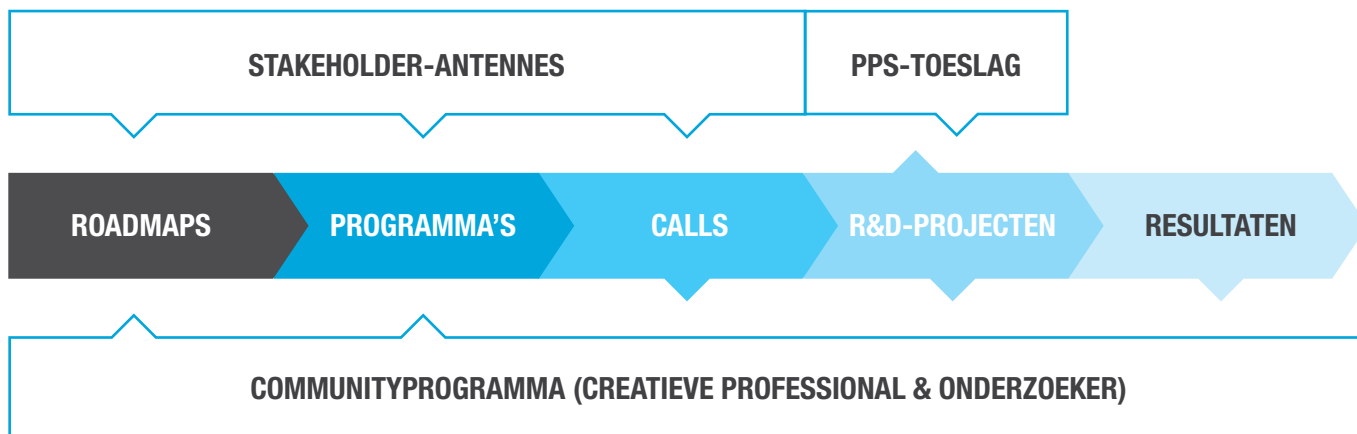 STAKEHOLDER-ANTENNES
PPS-TOESLAG
ROADMAPS
PROGRAMMA’S
CALLS
R&D-PROJECTEN
RESULTATEN
COMMUNITYPROGRAMMA (CREATIEVE PROFESSIONAL & ONDERZOEKER)